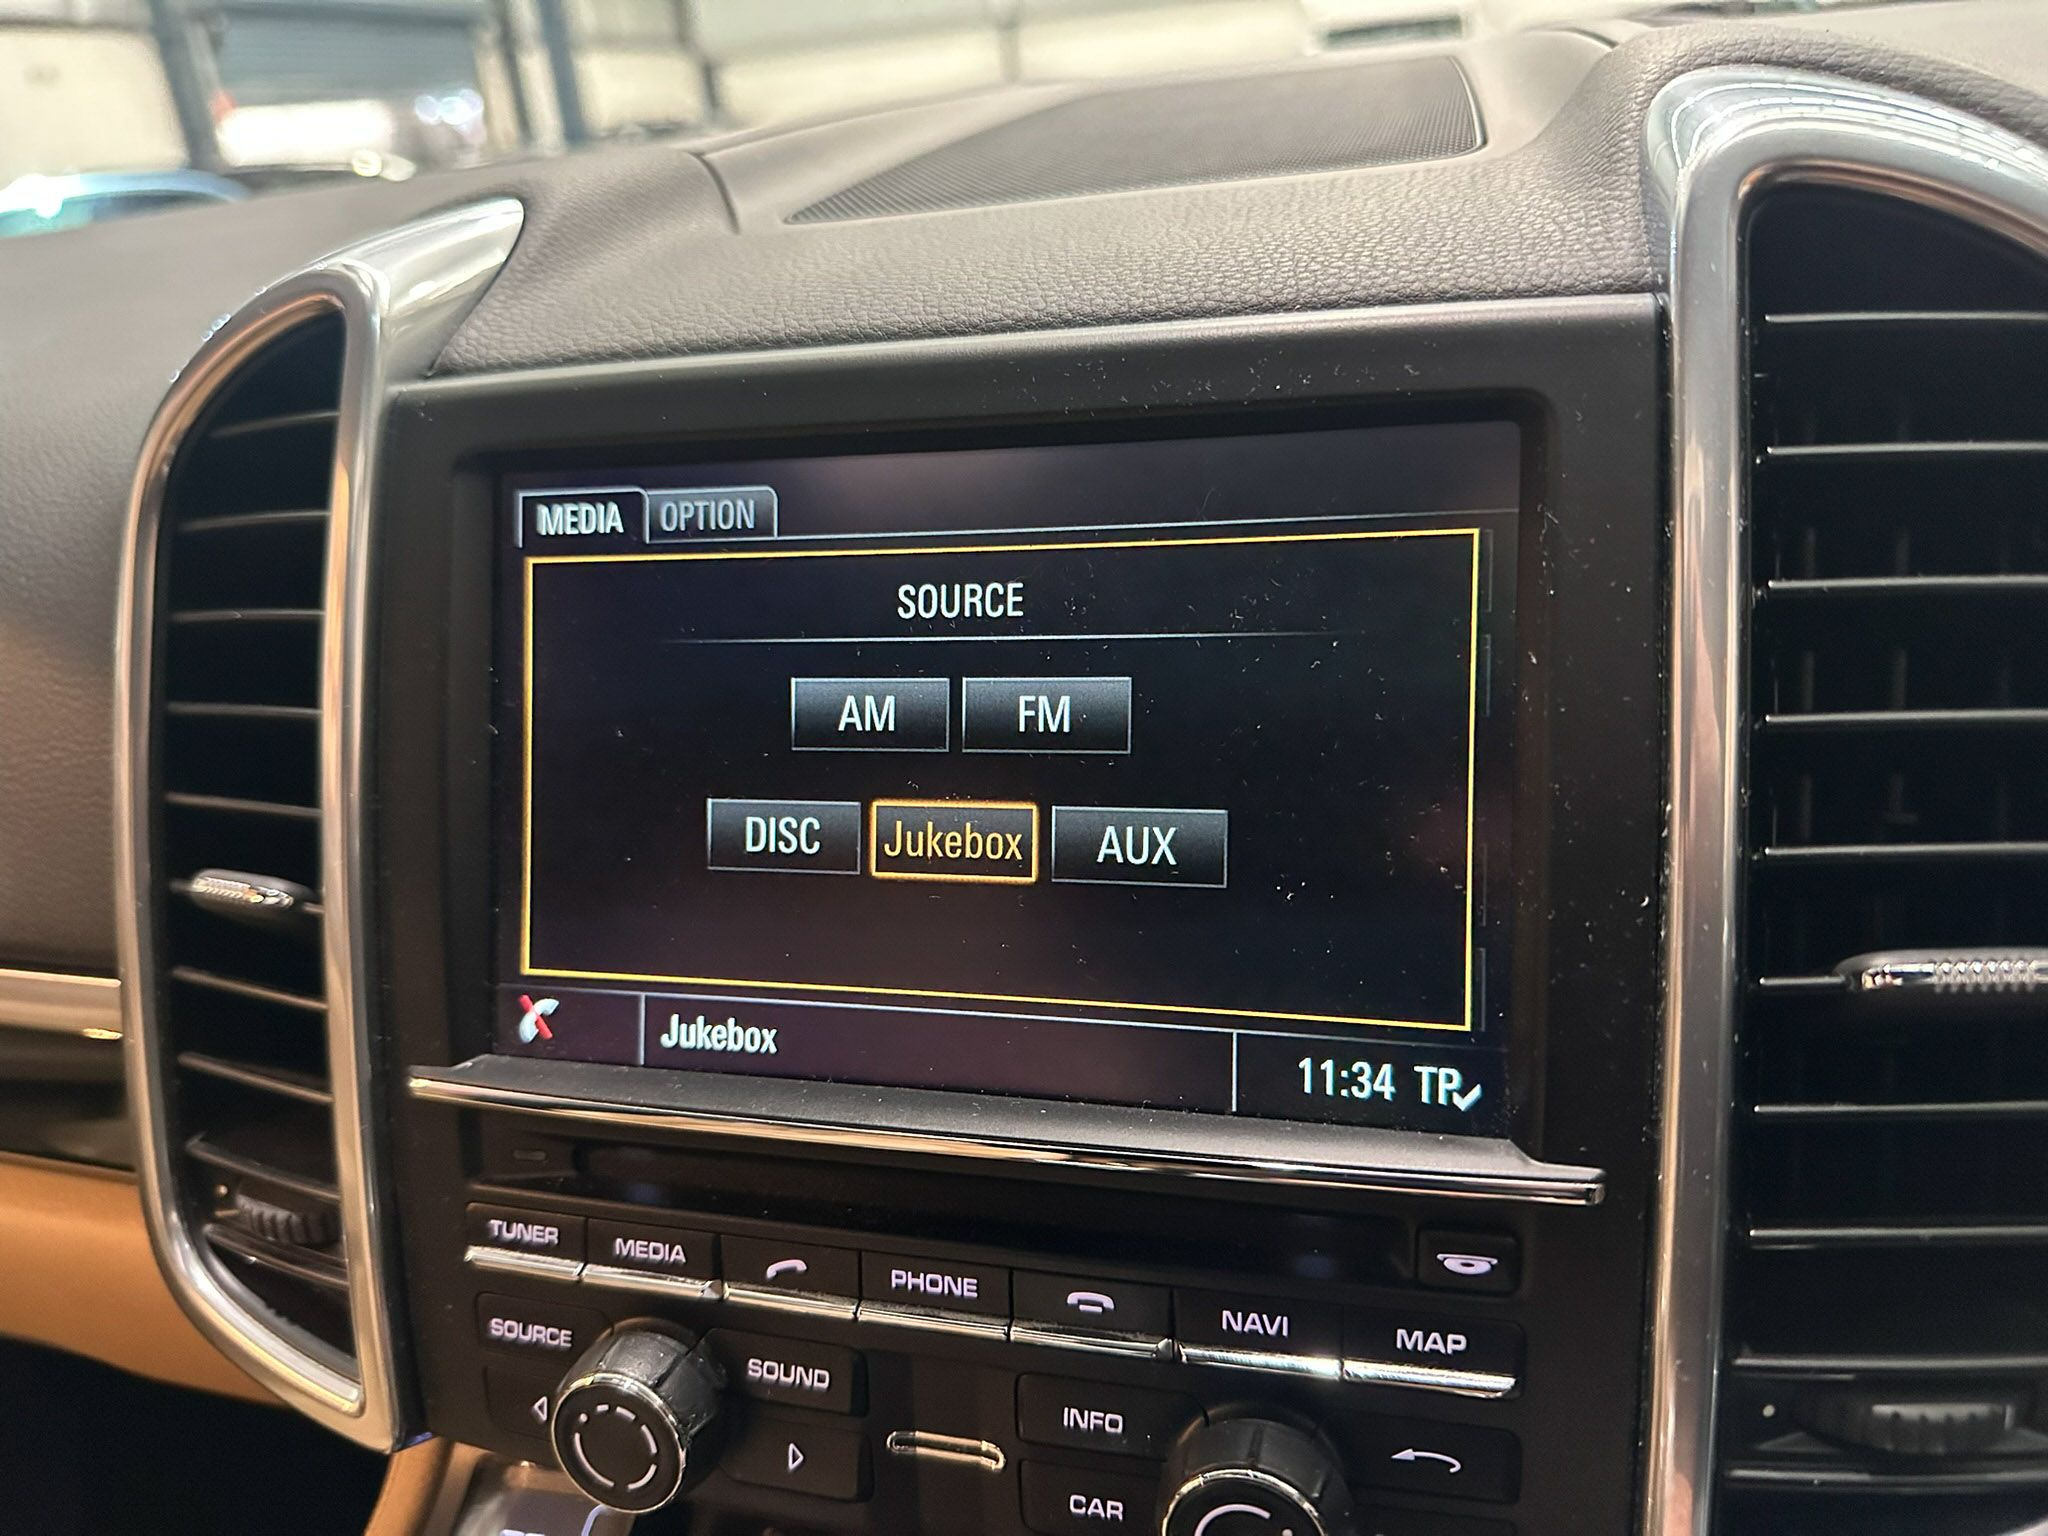 MEDIA OPTION
SOURCE
AM FM
DISC Jukebox AUX
Jukebox 11:34 TP
TUNER MEDIA PHONE NAVI MAP
SOURCE SOUND
INFO
CAR